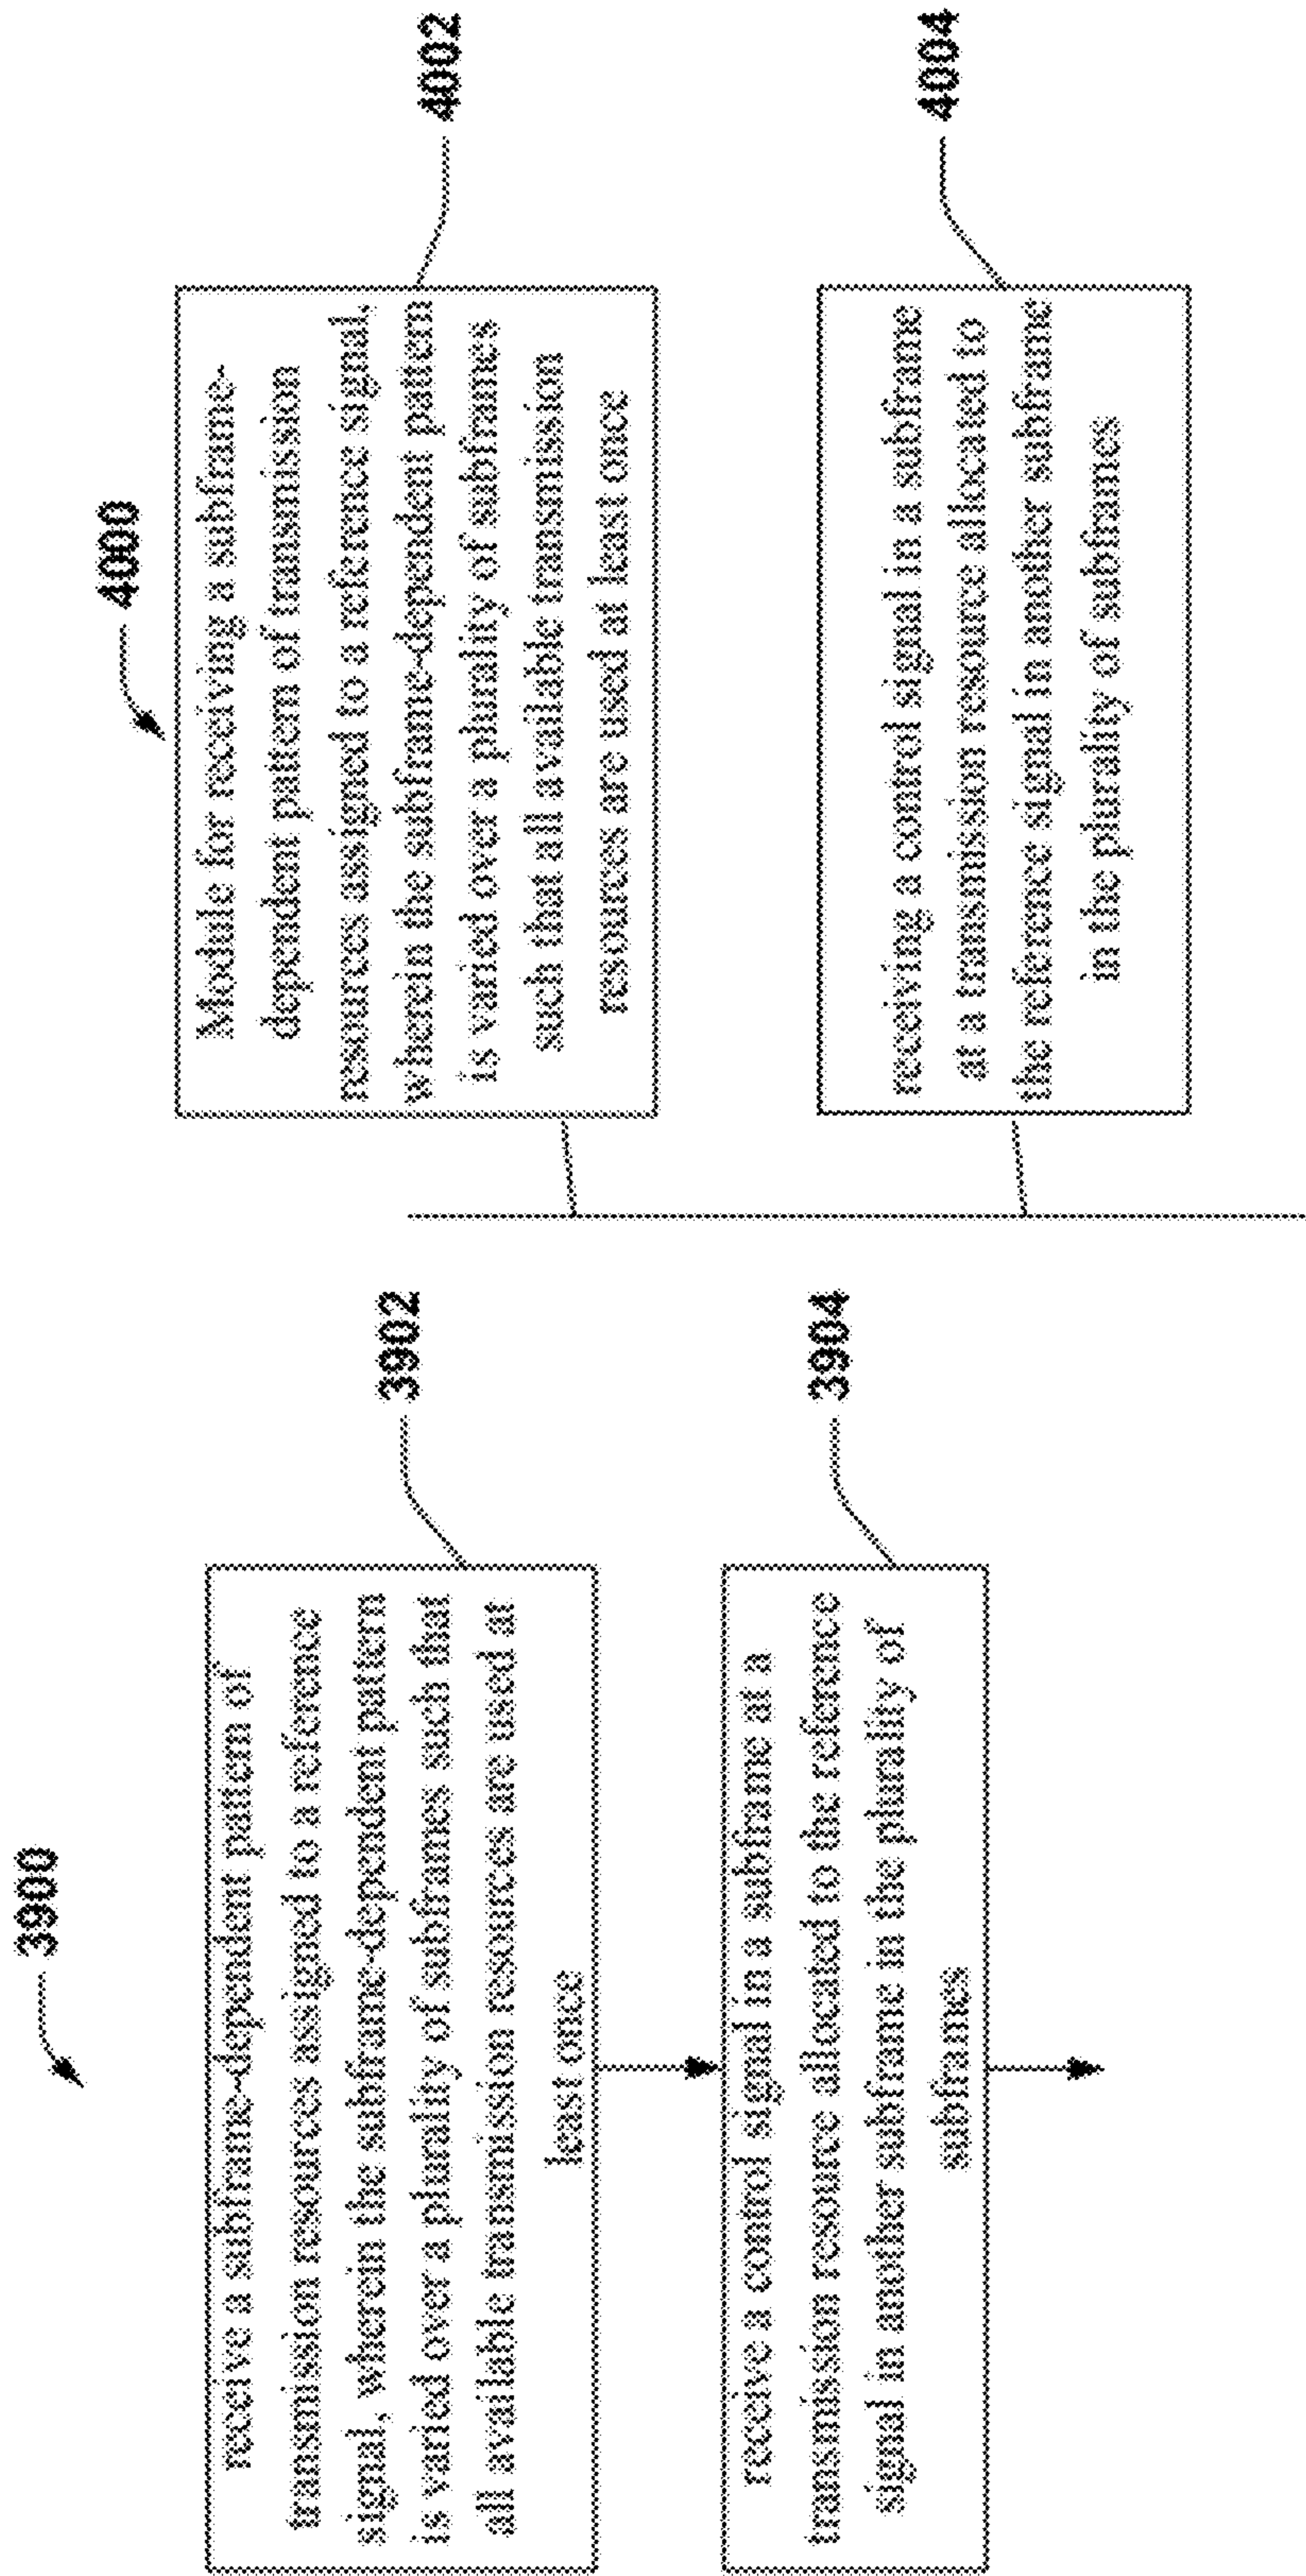 3900
receive a subframe-dependent pattern of
transmission resources assigned to a reference
signal, wherein the subframe-dependent pattern
is varied over a plurality of subframes such that
all available transmission resources are used at
least once
3902
receive a control signal in a subframe at a
transmission resource allocated to the reference
signal in another subframe in the plurality of
subframes
3904
4000
Module for receiving a subframe-
dependent pattern of transmission
resources assigned to a reference signal,
wherein the subframe-dependent pattern
is varied over a plurality of subframes
such that all available transmission
resources are used at least once
4002
receiving a control signal in a subframe
at a transmission resource allocated to
the reference signal in another subframe
in the plurality of subframes
4004